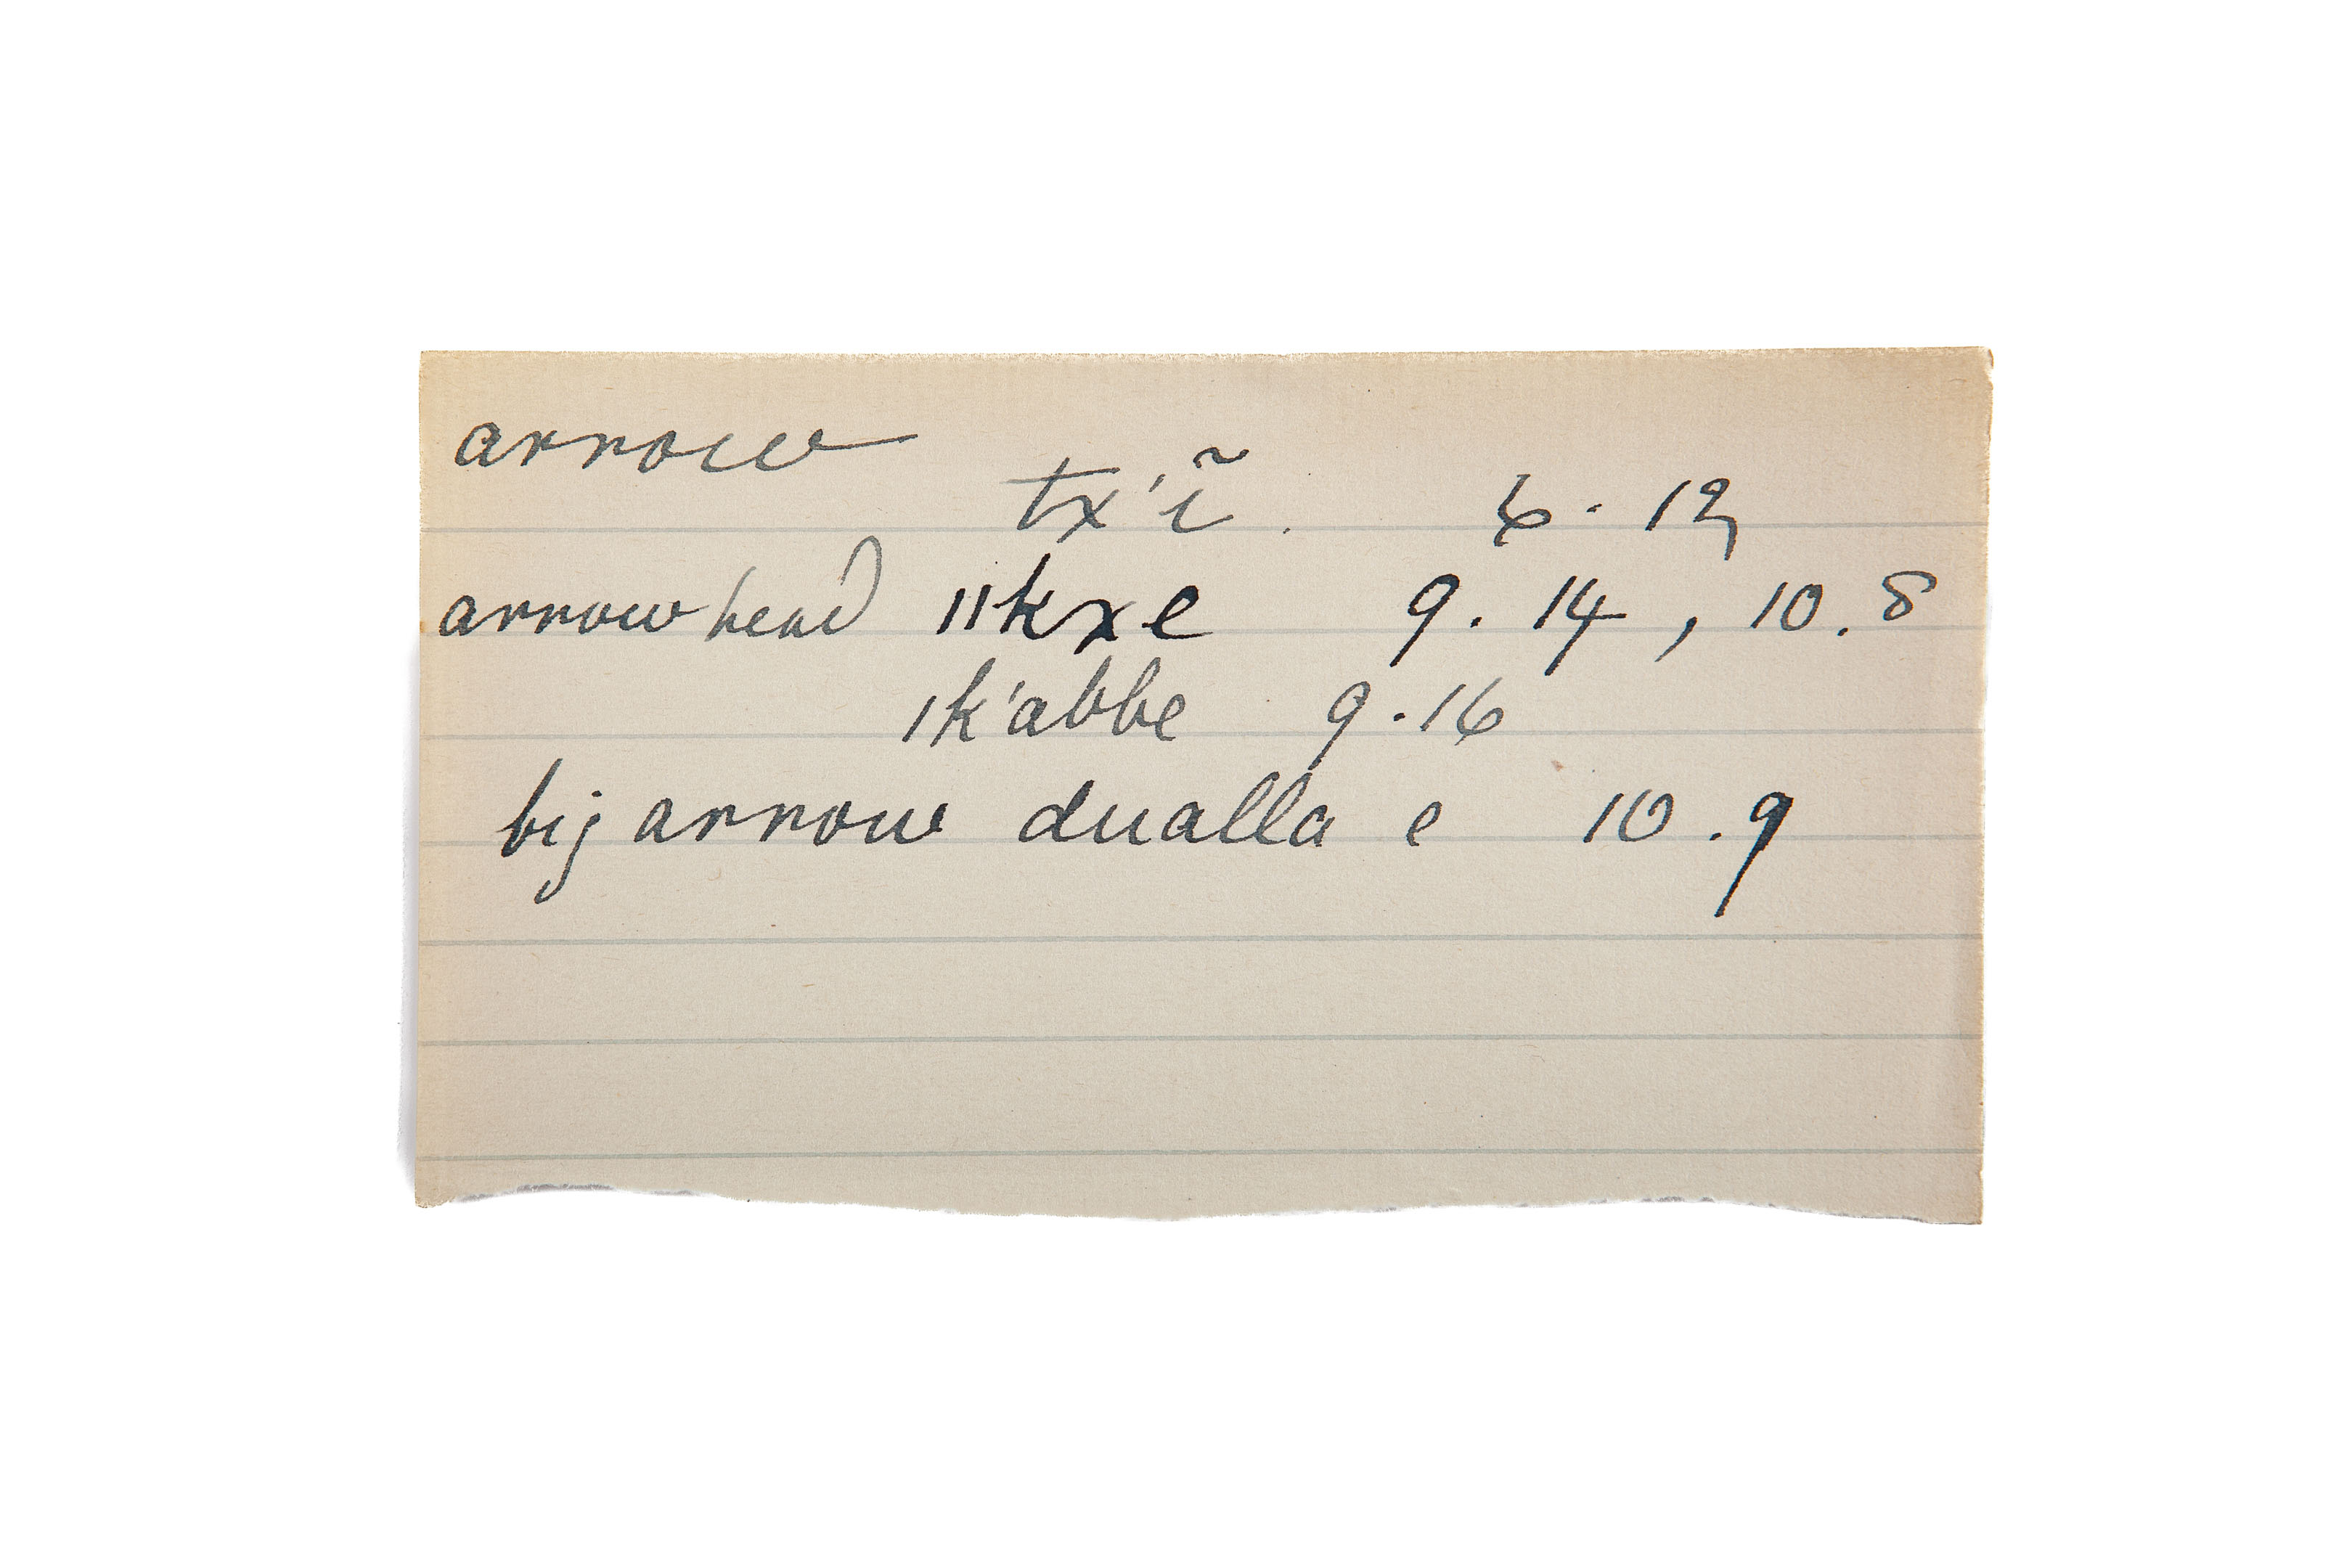 arrow
tx'ĩ. 6. 12
arrow head ǁkxe 9. 14, 10. 8
ǀk'abbe 9. 16
big arrow dualla e 10. 9